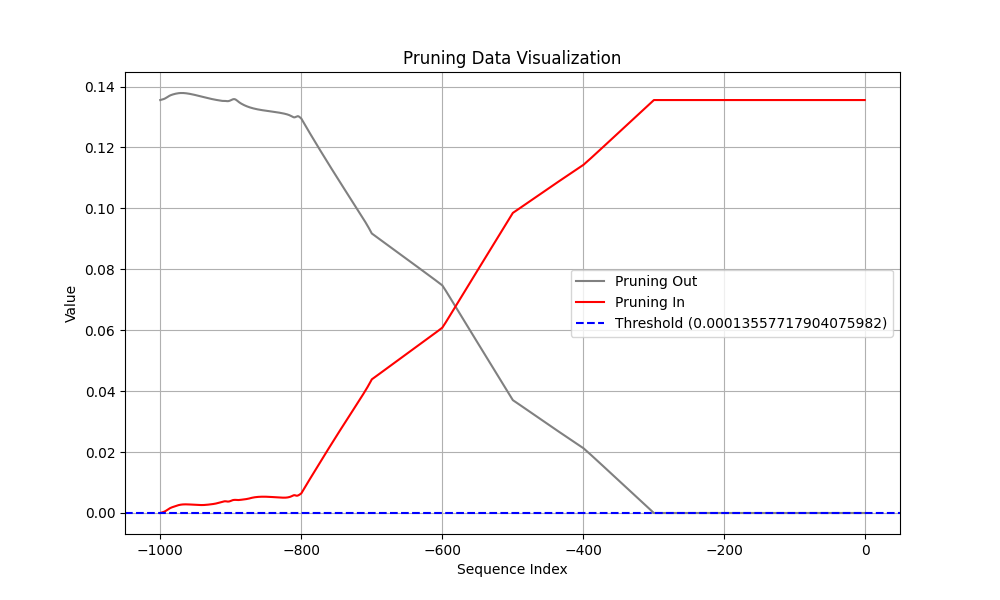 Pruning Data Visualization
0.14
0.12
0.10
0.08
0.06
0.04
0.02
0.00
Value
Pruning Out
Pruning In
Threshold (0.00013557717904075982)
−1000 −800 −600 −400 −200 0
Sequence Index